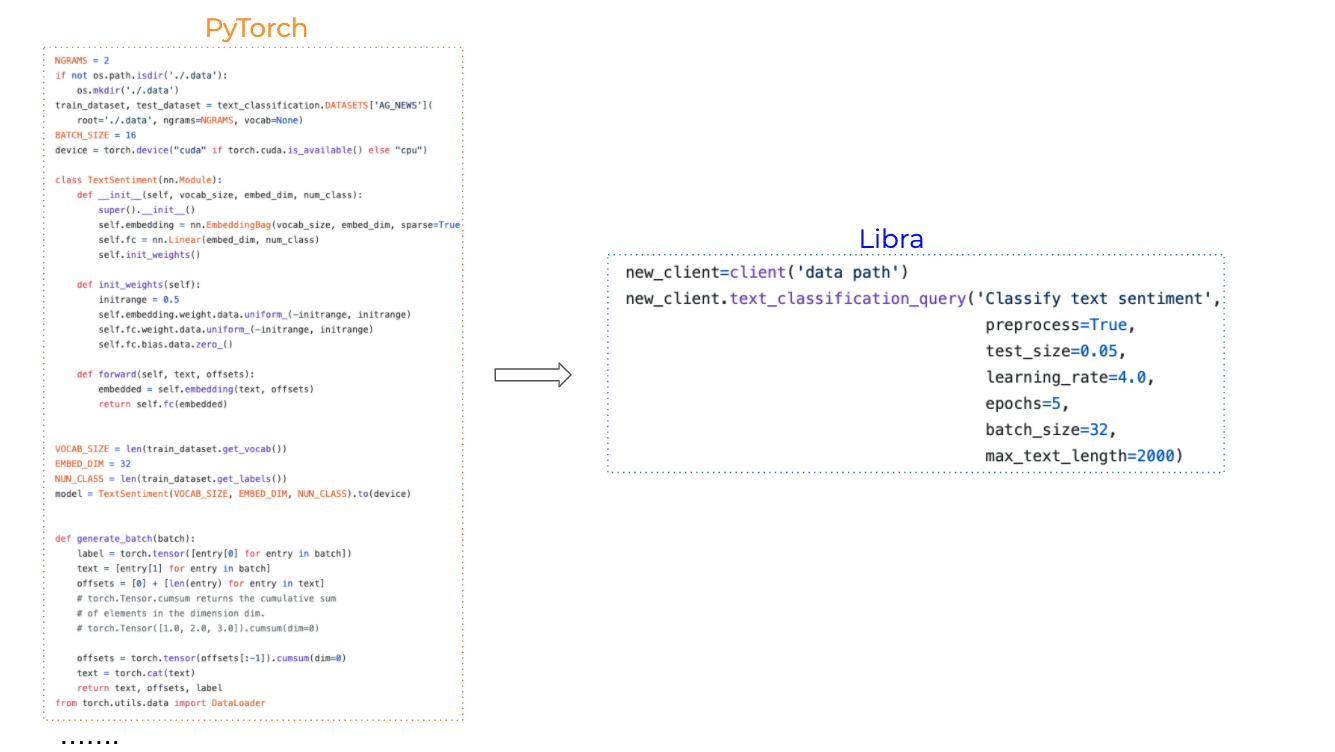 PyTorch
NGRAMS = 2
if not os.path.isdir('./.data'):
    os.mkdir('./.data')
train_dataset, test_dataset = text_classification.DATASETS['AG_NEWS'](
    root='./.data', ngrams=NGRAMS, vocab=None)
BATCH_SIZE = 16
device = torch.device("cuda" if torch.cuda.is_available() else "cpu")
class TextSentiment(nn.Module):
    def __init__(self, vocab_size, embed_dim, num_class):
        super().__init__()
        self.embedding = nn.EmbeddingBag(vocab_size, embed_dim, sparse=True
        self.fc = nn.Linear(embed_dim, num_class)
        self.init_weights()
    def init_weights(self):
        initrange = 0.5
        self.embedding.weight.data.uniform_(-initrange, initrange)
        self.fc.weight.data.uniform_(-initrange, initrange)
        self.fc.bias.data.zero_()
    def forward(self, text, offsets):
        embedded = self.embedding(text, offsets)
        return self.fc(embedded)
VOCAB_SIZE = len(train_dataset.get_vocab())
EMBED_DIM = 32
NUN_CLASS = len(train_dataset.get_labels())
model = TextSentiment(VOCAB_SIZE, EMBED_DIM, NUN_CLASS).to(device)
def generate_batch(batch):
    label = torch.tensor([entry[0] for entry in batch])
    text = [entry[1] for entry in batch]
    offsets = [0] + [len(entry) for entry in text]
    # torch.Tensor.cumsum returns the cumulative sum
    # of elements in the dimension dim.
    # torch.Tensor([1.0, 2.0, 3.0]).cumsum(dim=0)
    offsets = torch.tensor(offsets[:-1]).cumsum(dim=0)
    text = torch.cat(text)
    return text, offsets, label
from torch.utils.data import DataLoader
.......
Libra
new_client=client('data path')
new_client.text_classification_query('Classify text sentiment',
preprocess=True,
test_size=0.05,
learning_rate=4.0,
epochs=5,
batch_size=32,
max_text_length=2000)